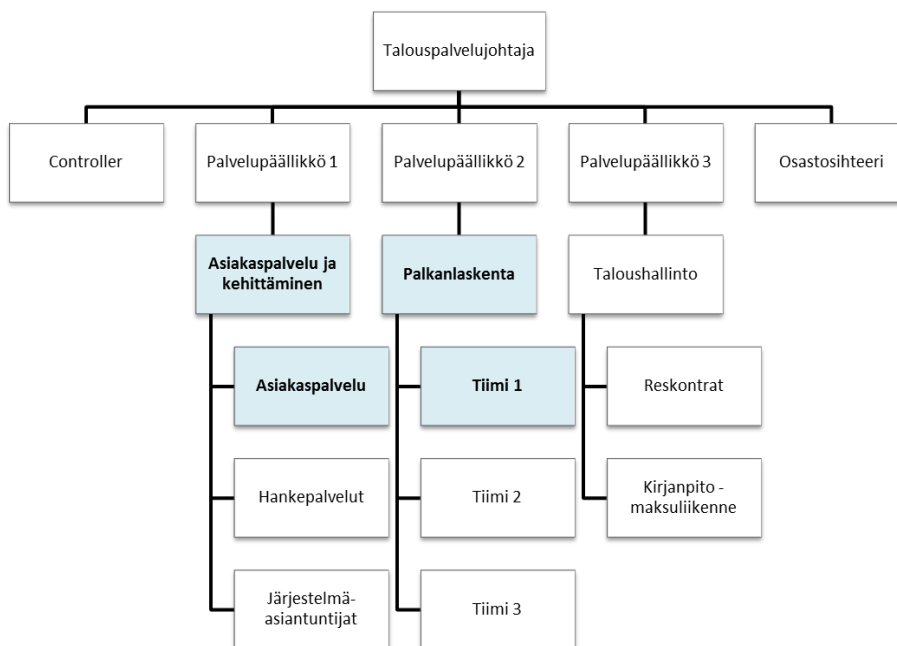 Talouspalvelujohtaja
Controller
Palvelupäällikkö 1
Palvelupäällikkö 2
Palvelupäällikkö 3
Osastosihteeri
Asiakaspalvelu ja
kehittäminen
Palkanlaskenta
Taloushallinto
Asiakaspalvelu
Tiimi 1
Reskontrat
Hankepalvelut
Tiimi 2
Kirjanpito -
maksuliikenne
Järjestelmä-
asiantuntijat
Tiimi 3